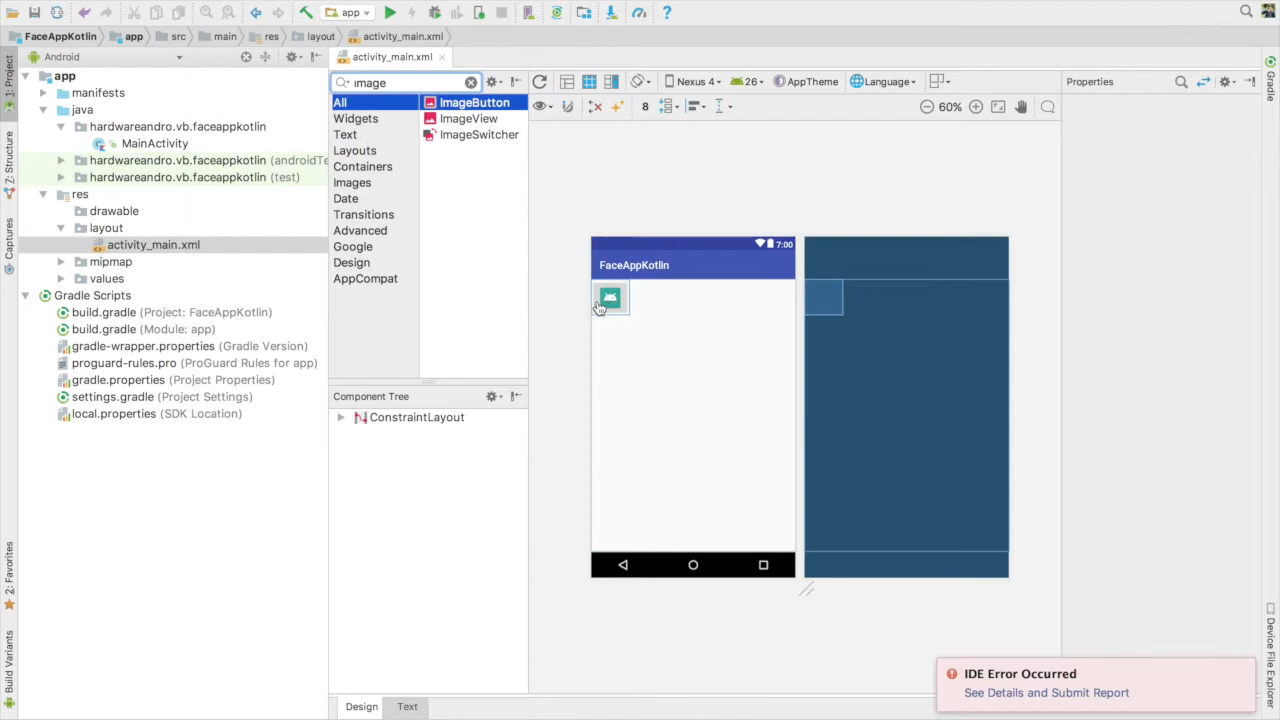 app
FaceAppKotlin
app
src
main
res
layout
activity_main.xml
1: Project
7: Structure
Captures
2: Favorites
Build Variants
Android
app
manifests
java
hardwareandro.vb.faceappkotlin
MainActivity
hardwareandro.vb.faceappkotlin (androidTe
hardwareandro.vb.faceappkotlin (test)
res
drawable
layout
activity_main.xml
mipmap
values
Gradle Scripts
build.gradle (Project: FaceAppKotlin)
build.gradle (Module: app)
gradle-wrapper.properties (Gradle Version)
proguard-rules.pro (ProGuard Rules for app)
gradle.properties (Project Properties)
settings.gradle (Project Settings)
local.properties (SDK Location)
activity_main.xml
image
All
Widgets
Text
Layouts
Containers
Images
Date
Transitions
Advanced
Google
Design
AppCompat
ImageButton
ImageView
ImageSwitcher
Component Tree
ConstraintLayout
Nexus 4
26
AppTheme
Language
8
60%
7:00
FaceAppKotlin
Properties
Gradle
Device File Explorer
IDE Error Occurred
See Details and Submit Report
Design
Text